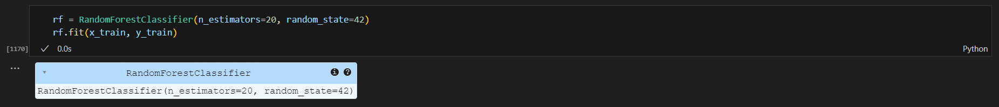 rf = RandomForestClassifier(n_estimators=20, random_state=42)
rf.fit(x_train, y_train)
[1170] ✓ 0.0s Python
... RandomForestClassifier i ?
RandomForestClassifier(n_estimators=20, random_state=42)